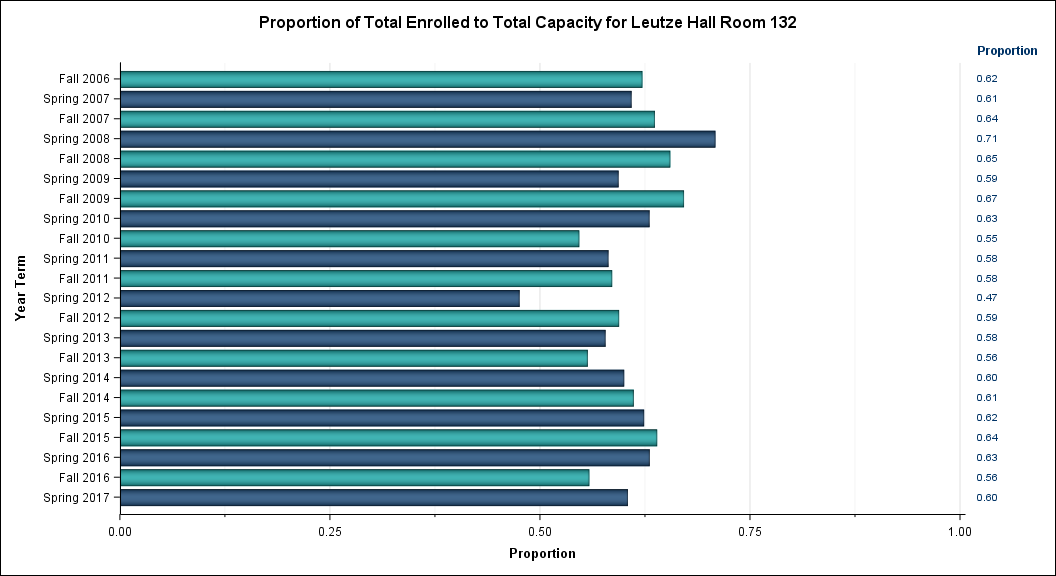 Proportion of Total Enrolled to Total Capacity for Leutze Hall Room 132
Proportion
Fall 2006 0.62
Spring 2007 0.61
Fall 2007 0.64
Spring 2008 0.71
Fall 2008 0.65
Spring 2009 0.59
Fall 2009 0.67
Spring 2010 0.63
Fall 2010 0.55
Spring 2011 0.58
Fall 2011 0.58
Spring 2012 0.47
Fall 2012 0.59
Spring 2013 0.58
Fall 2013 0.56
Spring 2014 0.60
Fall 2014 0.61
Spring 2015 0.62
Fall 2015 0.64
Spring 2016 0.63
Fall 2016 0.56
Spring 2017 0.60
Year Term
0.00 0.25 0.50 0.75 1.00
Proportion